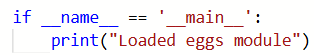 if __name__ == '__main__':
    print("Loaded eggs module")